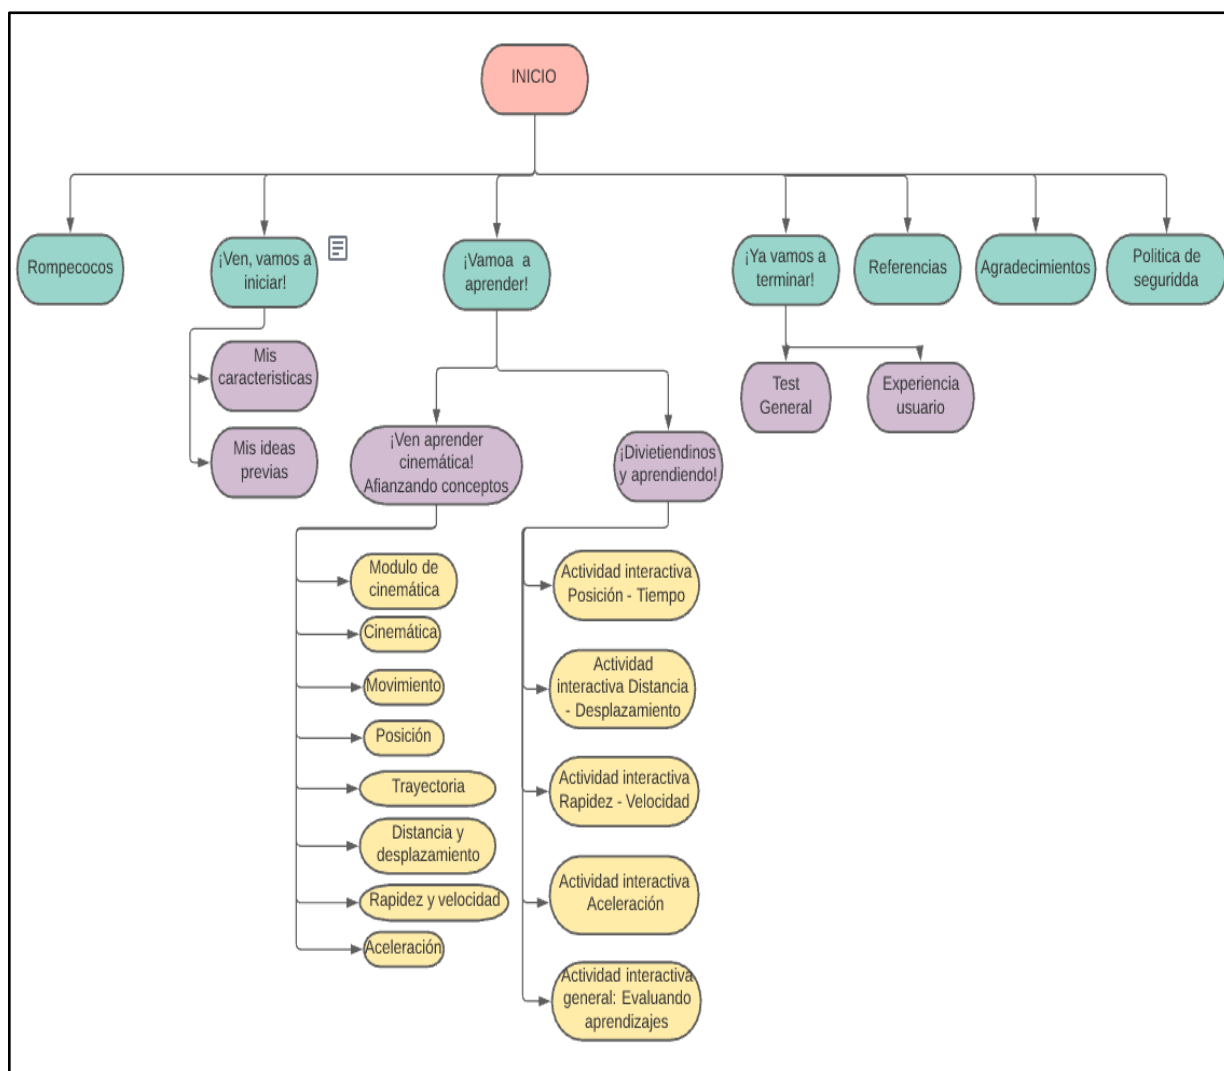 INICIO
Rompecocos
¡Ven, vamos a
iniciar!
¡Vamoa a
aprender!
¡Ya vamos a
terminar!
Referencias
Agradecimientos
Politica de
seguridda
Mis
caracteristicas
Mis ideas
previas
Test
General
Experiencia
usuario
¡Ven aprender
cinemática!
Afianzando conceptos
¡Divietiendinos
y aprendiendo!
Modulo de
cinemática
Cinemática
Movimiento
Posición
Trayectoria
Distancia y
desplazamiento
Rapidez y velocidad
Aceleración
Actividad interactiva
Posición - Tiempo
Actividad
interactiva Distancia
- Desplazamiento
Actividad interactiva
Rapidez - Velocidad
Actividad interactiva
Aceleración
Actividad interactiva
general: Evaluando
aprendizajes